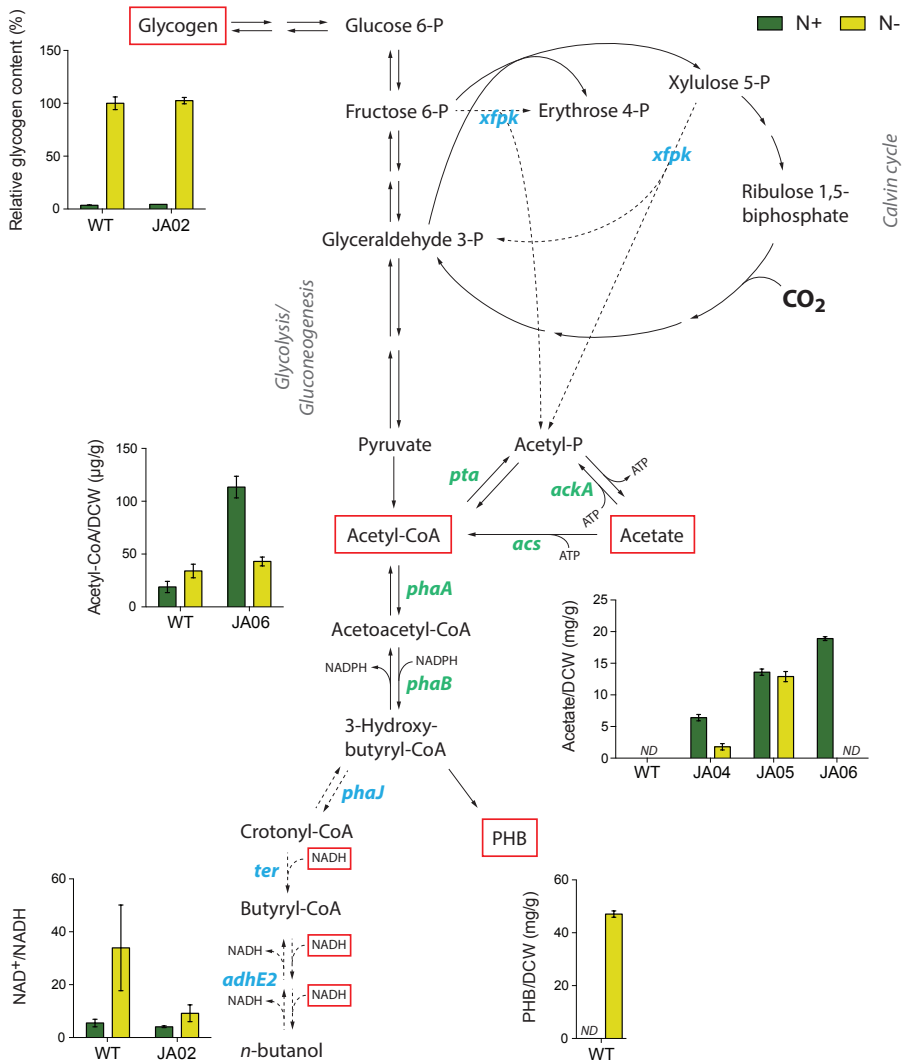 Glycogen
Glucose 6-P
N+
N-
Relative glycogen content (%)
150
100
50
0
WT
JA02
Fructose 6-P
xfpk
Erythrose 4-P
Xylulose 5-P
xfpk
Ribulose 1,5-
biphosphate
Calvin cycle
Glyceraldehyde 3-P
CO2
Glycolysis/
Gluconeogenesis
Pyruvate
Acetyl-P
pta
ackA
ATP
ATP
Acetyl-CoA
acs
ATP
Acetate
Acetyl-CoA/DCW (µg/g)
150
100
50
0
WT
JA06
phaA
Acetoacetyl-CoA
NADPH
NADPH
phaB
3-Hydroxy-
butyryl-CoA
Acetate/DCW (mg/g)
25
20
15
10
5
0
ND
ND
WT
JA04
JA05
JA06
phaJ
Crotonyl-CoA
PHB
ter
NADH
Butyryl-CoA
NADH
NADH
adhE2
NADH
NADH
n-butanol
NAD+/NADH
60
40
20
0
WT
JA02
PHB/DCW (mg/g)
60
40
20
0
ND
WT